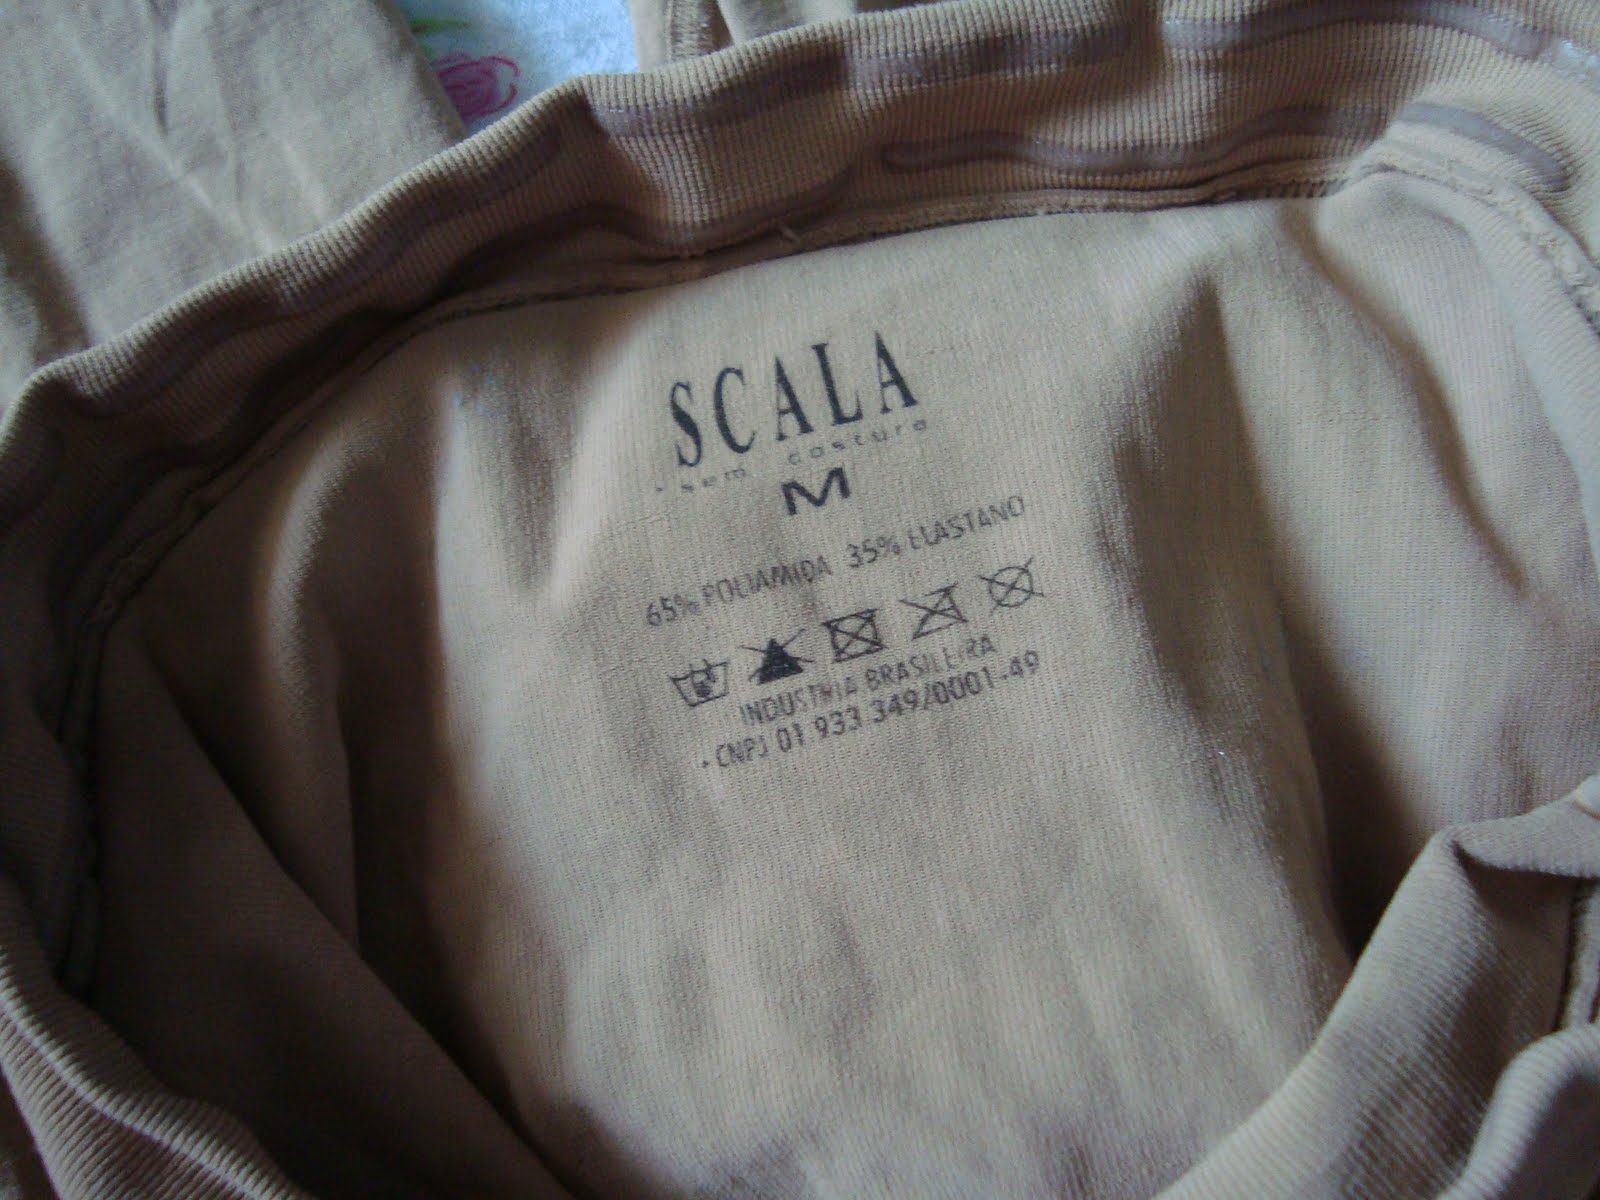 SCALA
• sem costura
M
65% POLIAMIDA 35% ELASTANO
INDUSTRIA BRASILEIRA
• CNPJ 01 933 349/0001-49